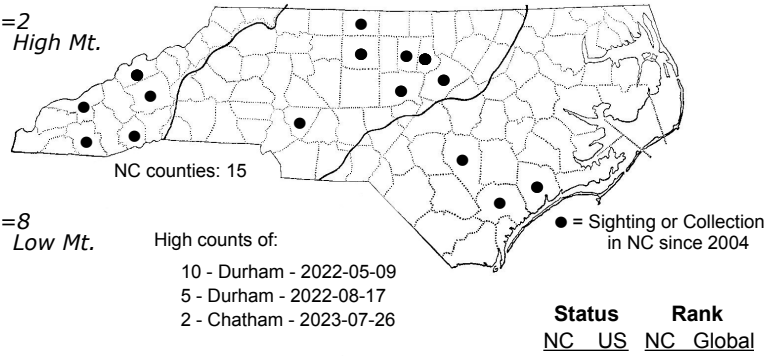 =2
High Mt.
NC counties: 15
=8
Low Mt.
● = Sighting or Collection
in NC since 2004
High counts of:
10 - Durham - 2022-05-09
5 - Durham - 2022-08-17
2 - Chatham - 2023-07-26
Status Rank
NC US NC Global